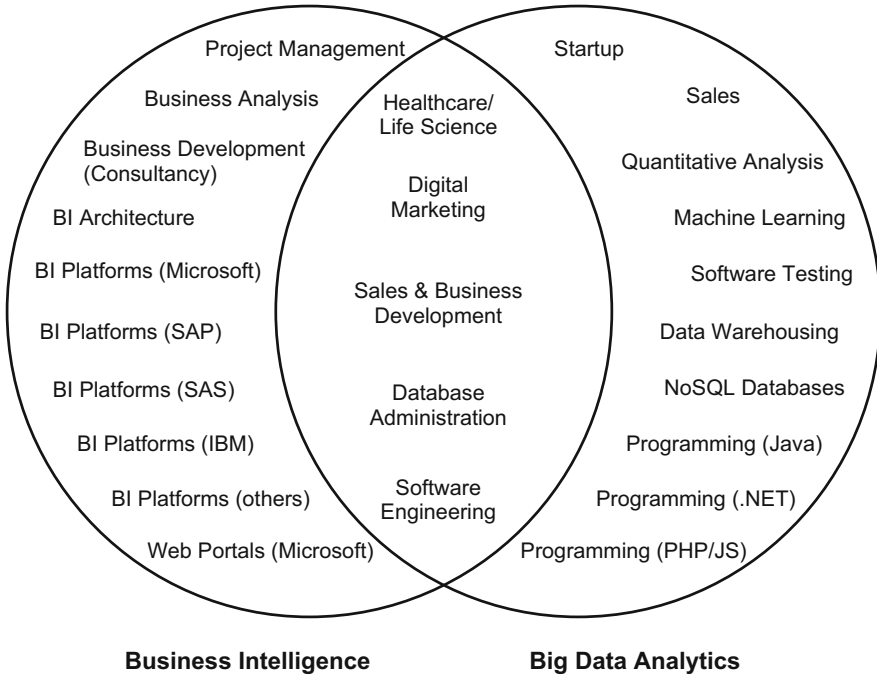 Project Management
Business Analysis
Business Development
(Consultancy)
BI Architecture
BI Platforms (Microsoft)
BI Platforms (SAP)
BI Platforms (SAS)
BI Platforms (IBM)
BI Platforms (others)
Web Portals (Microsoft)
Healthcare/
Life Science
Digital
Marketing
Sales & Business
Development
Database
Administration
Software
Engineering
Startup
Sales
Quantitative Analysis
Machine Learning
Software Testing
Data Warehousing
NoSQL Databases
Programming (Java)
Programming (.NET)
Programming (PHP/JS)
Business Intelligence
Big Data Analytics